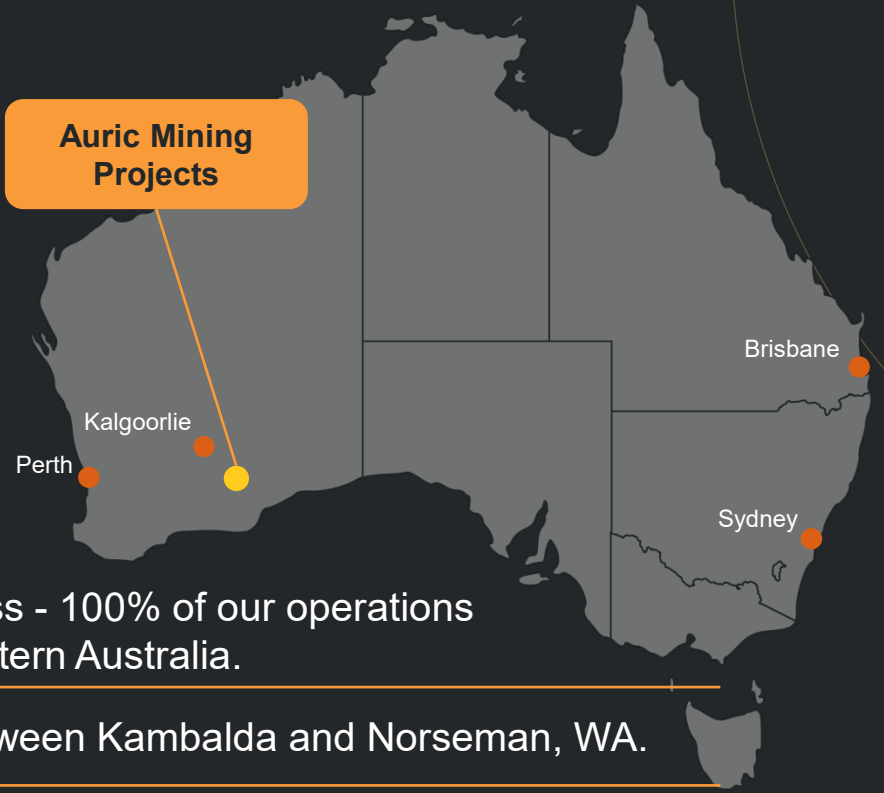 Auric Mining
Projects
Brisbane
Kalgoorlie
Perth
Sydney
ss - 100% of our operations
tern Australia.
ween Kambalda and Norseman, WA.